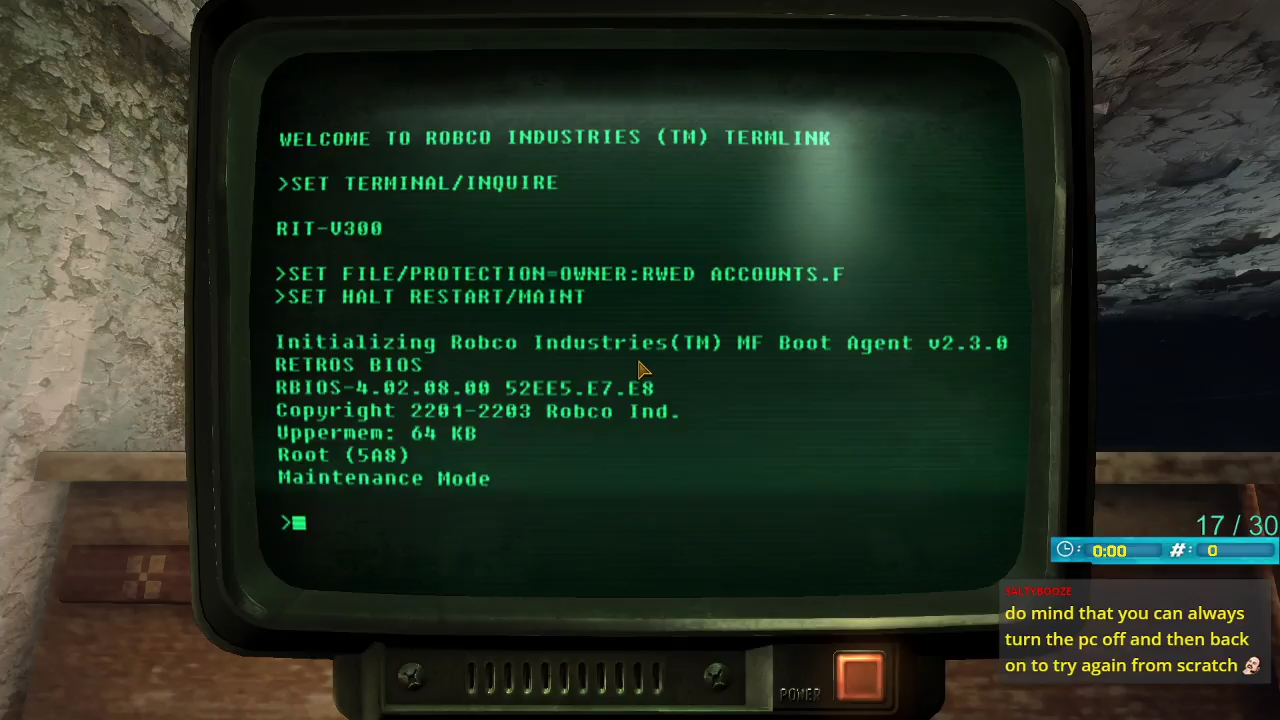 WELCOME TO ROBCO INDUSTRIES (TM) TERMLINK
>SET TERMINAL/INQUIRE
RIT-V300
>SET FILE/PROTECTION=OWNER:RWED ACCOUNTS.F
>SET HALT RESTART/MAINT
Initializing Robco Industries(TM) MF Boot Agent v2.3.0
RETROS BIOS
RBIOS-4.02.08.00 52EE5.E7.E8
Copyright 2201-2203 Robco Ind.
Uppermem: 64 KB
Root (5A8)
Maintenance Mode
>
17 / 30
: 0:00 #: 0
SALTYBOOZE
do mind that you can always
turn the pc off and then back
on to try again from scratch
POWER